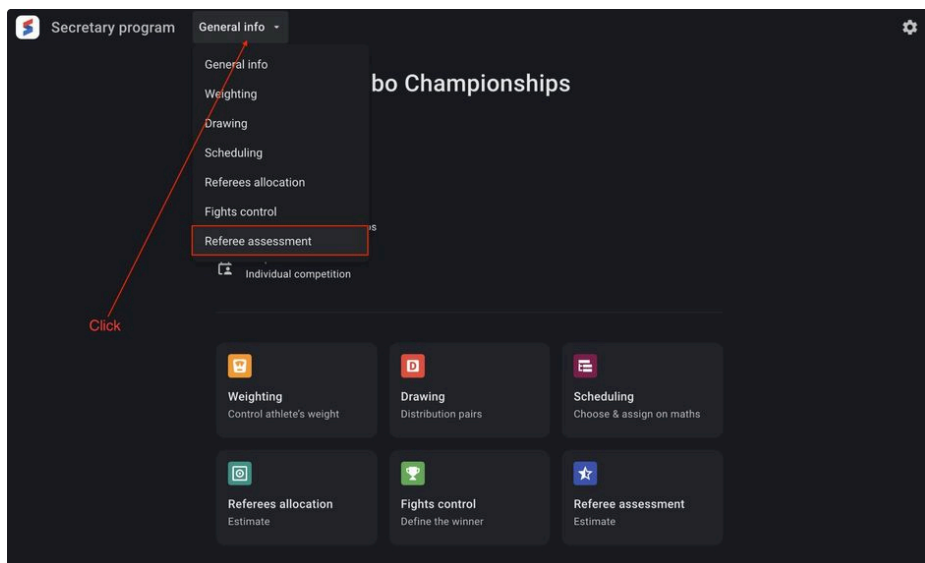 Secretary program
General info
General info
Weighting
bo Championships
Drawing
Scheduling
Referees allocation
Fights control
Referee assessment
Individual competition
Click
Weighting
Control athlete's weight
Drawing
Distribution pairs
Scheduling
Choose & assign on maths
Referees allocation
Estimate
Fights control
Define the winner
Referee assessment
Estimate